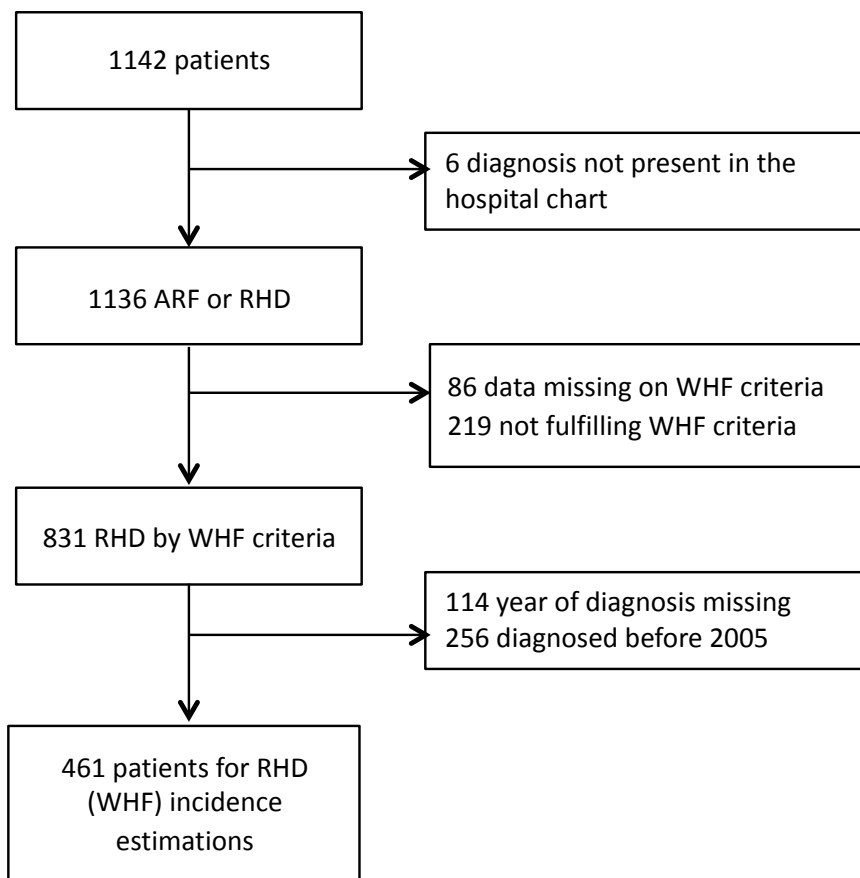 1142 patients
6 diagnosis not present in the
hospital chart
1136 ARF or RHD
86 data missing on WHF criteria
219 not fulfilling WHF criteria
831 RHD by WHF criteria
114 year of diagnosis missing
256 diagnosed before 2005
461 patients for RHD
(WHF) incidence
estimations